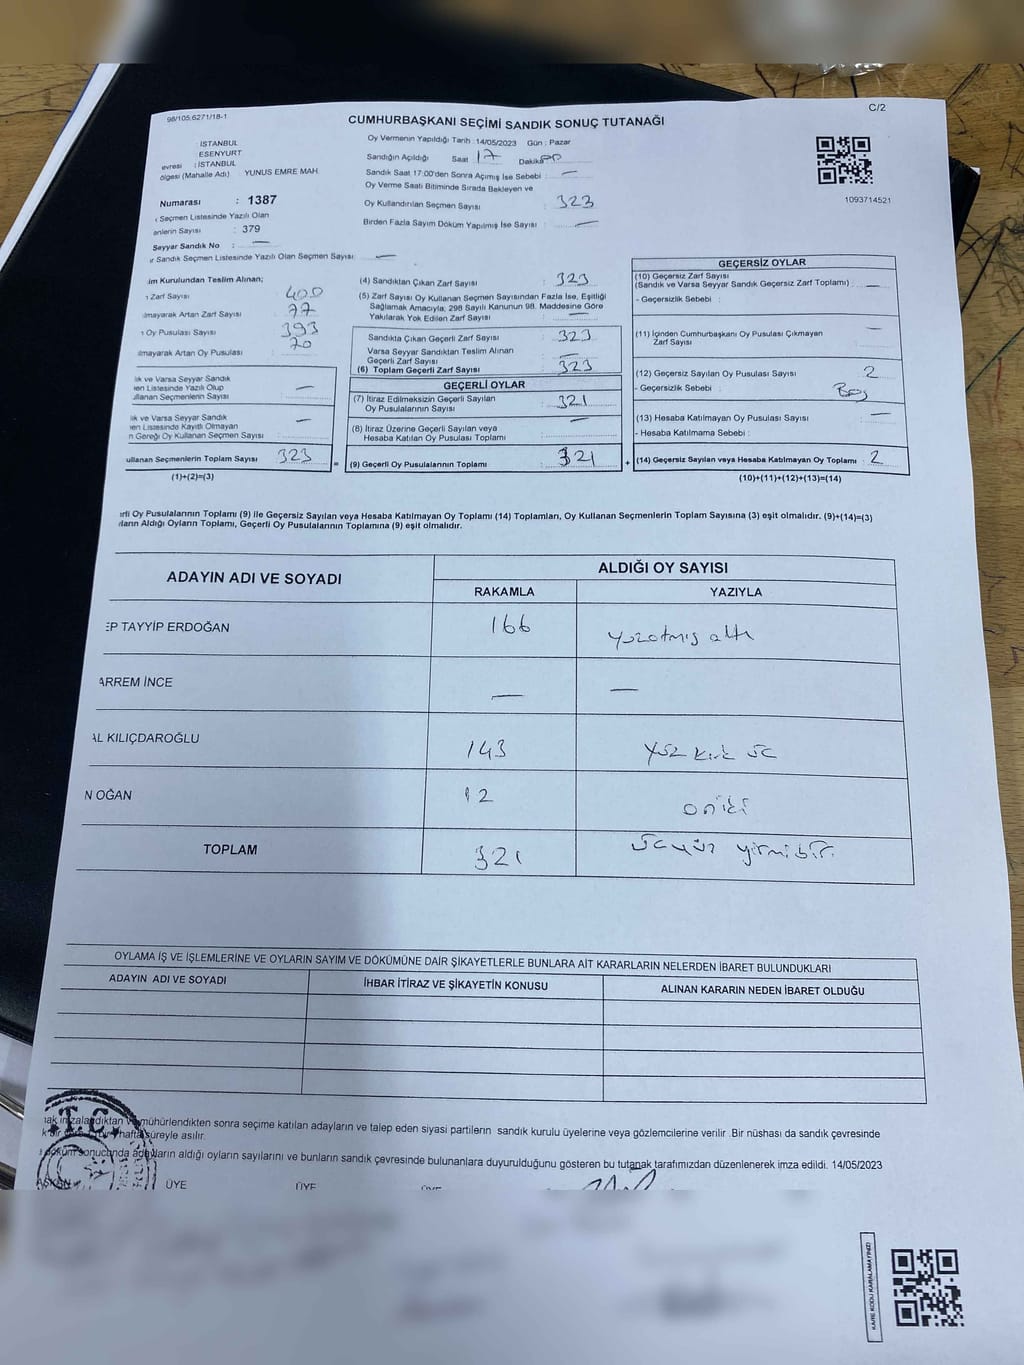 98/105.6271/18-1
C/2
CUMHURBAŞKANI SEÇİMİ SANDIK SONUÇ TUTANAĞI
İSTANBUL
ESENYURT
evresi : İSTANBUL
ölgesi (Mahalle Adı) YUNUS EMRE MAH.
Numarası : 1387
Seçmen Listesinde Yazılı Olan
enlerin Sayısı : 379
Seyyar Sandık No : —
ır Sandık Seçmen Listesinde Yazılı Olan Seçmen Sayısı : —
Oy Vermenin Yapıldığı Tarih : 14/05/2023 Gün : Pazar
Sandığın Açıldığı Saat 17 Dakika 00
Sandık Saat 17:00'den Sonra Açımış İse Sebebi : —
Oy Verme Saati Bitiminde Sırada Bekleyen ve
Oy Kullandırılan Seçmen Sayısı : 323
Birden Fazla Sayım Döküm Yapılmış İse Sayısı : —
1093714521
im Kurulundan Teslim Alınan;
ı Zarf Sayısı 400
ılmayarak Artan Zarf Sayısı 77
ı Oy Pusulası Sayısı 393
ılmayarak Artan Oy Pusulası 70
lık ve Varsa Seyyar Sandık
en Listesinde Yazılı Olup
ullanan Seçmenlerin Sayısı : —
lık ve Varsa Seyyar Sandık
nen Listesinde Kayıtlı Olmayan
n Gereği Oy Kullanan Seçmen Sayısı : —
ullanan Seçmenlerin Toplam Sayısı 323
(1)+(2)=(3)
(4) Sandıktan Çıkan Zarf Sayısı : 323
(5) Zarf Sayısı Oy Kullanan Seçmen Sayısından Fazla İse, Eşitliği
Sağlamak Amacıyla; 298 Sayılı Kanunun 98. Maddesine Göre
Yakılarak Yok Edilen Zarf Sayısı : —
Sandıkta Çıkan Geçerli Zarf Sayısı : 323
Varsa Seyyar Sandıktan Teslim Alınan
Geçerli Zarf Sayısı : —
(6) Toplam Geçerli Zarf Sayısı : 323
GEÇERLİ OYLAR
(7) İtiraz Edilmeksizin Geçerli Sayılan
Oy Pusulalarının Sayısı : 321
(8) İtiraz Üzerine Geçerli Sayılan veya
Hesaba Katılan Oy Pusulası Toplamı : —
= (9) Geçerli Oy Pusulalarının Toplamı : 321 +
GEÇERSİZ OYLAR
(10) Geçersiz Zarf Sayısı
(Sandık ve Varsa Seyyar Sandık Geçersiz Zarf Toplamı) : —
- Geçersizlik Sebebi :
(11) İçinden Cumhurbaşkanı Oy Pusulası Çıkmayan
Zarf Sayısı : —
(12) Geçersiz Sayılan Oy Pusulası Sayısı : 2
- Geçersizlik Sebebi : Boş
(13) Hesaba Katılmayan Oy Pusulası Sayısı : —
- Hesaba Katılmama Sebebi :
(14) Geçersiz Sayılan veya Hesaba Katılmayan Oy Toplamı : 2
(10)+(11)+(12)+(13)=(14)
ırli Oy Pusulalarının Toplamı (9) ile Geçersiz Sayılan veya Hesaba Katılmayan Oy Toplamı (14) Toplamları, Oy Kullanan Seçmenlerin Toplam Sayısına (3) eşit olmalıdır. (9)+(14)=(3)
ıların Aldığı Oyların Toplamı, Geçerli Oy Pusulalarının Toplamına (9) eşit olmalıdır.
ADAYIN ADI VE SOYADI
ALDIĞI OY SAYISI
RAKAMLA YAZIYLA
EP TAYYİP ERDOĞAN 166 yüzatmış altı
ARREM İNCE — —
AL KILIÇDAROĞLU 143 yüz kırk üç
N OĞAN 12 oniki
TOPLAM 321 üçyüz yirmibir
OYLAMA İŞ VE İŞLEMLERİNE VE OYLARIN SAYIM VE DÖKÜMÜNE DAİR ŞİKAYETLERLE BUNLARA AİT KARARLARIN NELERDEN İBARET BULUNDUKLARI
ADAYIN ADI VE SOYADI İHBAR İTİRAZ VE ŞİKAYETİN KONUSU ALINAN KARARIN NEDEN İBARET OLDUĞU
T.C.
ak imzalandıktan ve mühürlendikten sonra seçime katılan adayların ve talep eden siyasi partilerin sandık kurulu üyelerine veya gözlemcilerine verilir .Bir nüshası da sandık çevresinde
hafta süreyle asılır.
döküm sonucunda adayların aldığı oyların sayılarını ve bunların sandık çevresinde bulunanlara duyurulduğunu gösteren bu tutanak tarafımızdan düzenlenerek imza edildi. 14/05/2023
AŞKAN ÜYE ÜYE ÜYE
KARE KODU KARALAMAYINIZ!